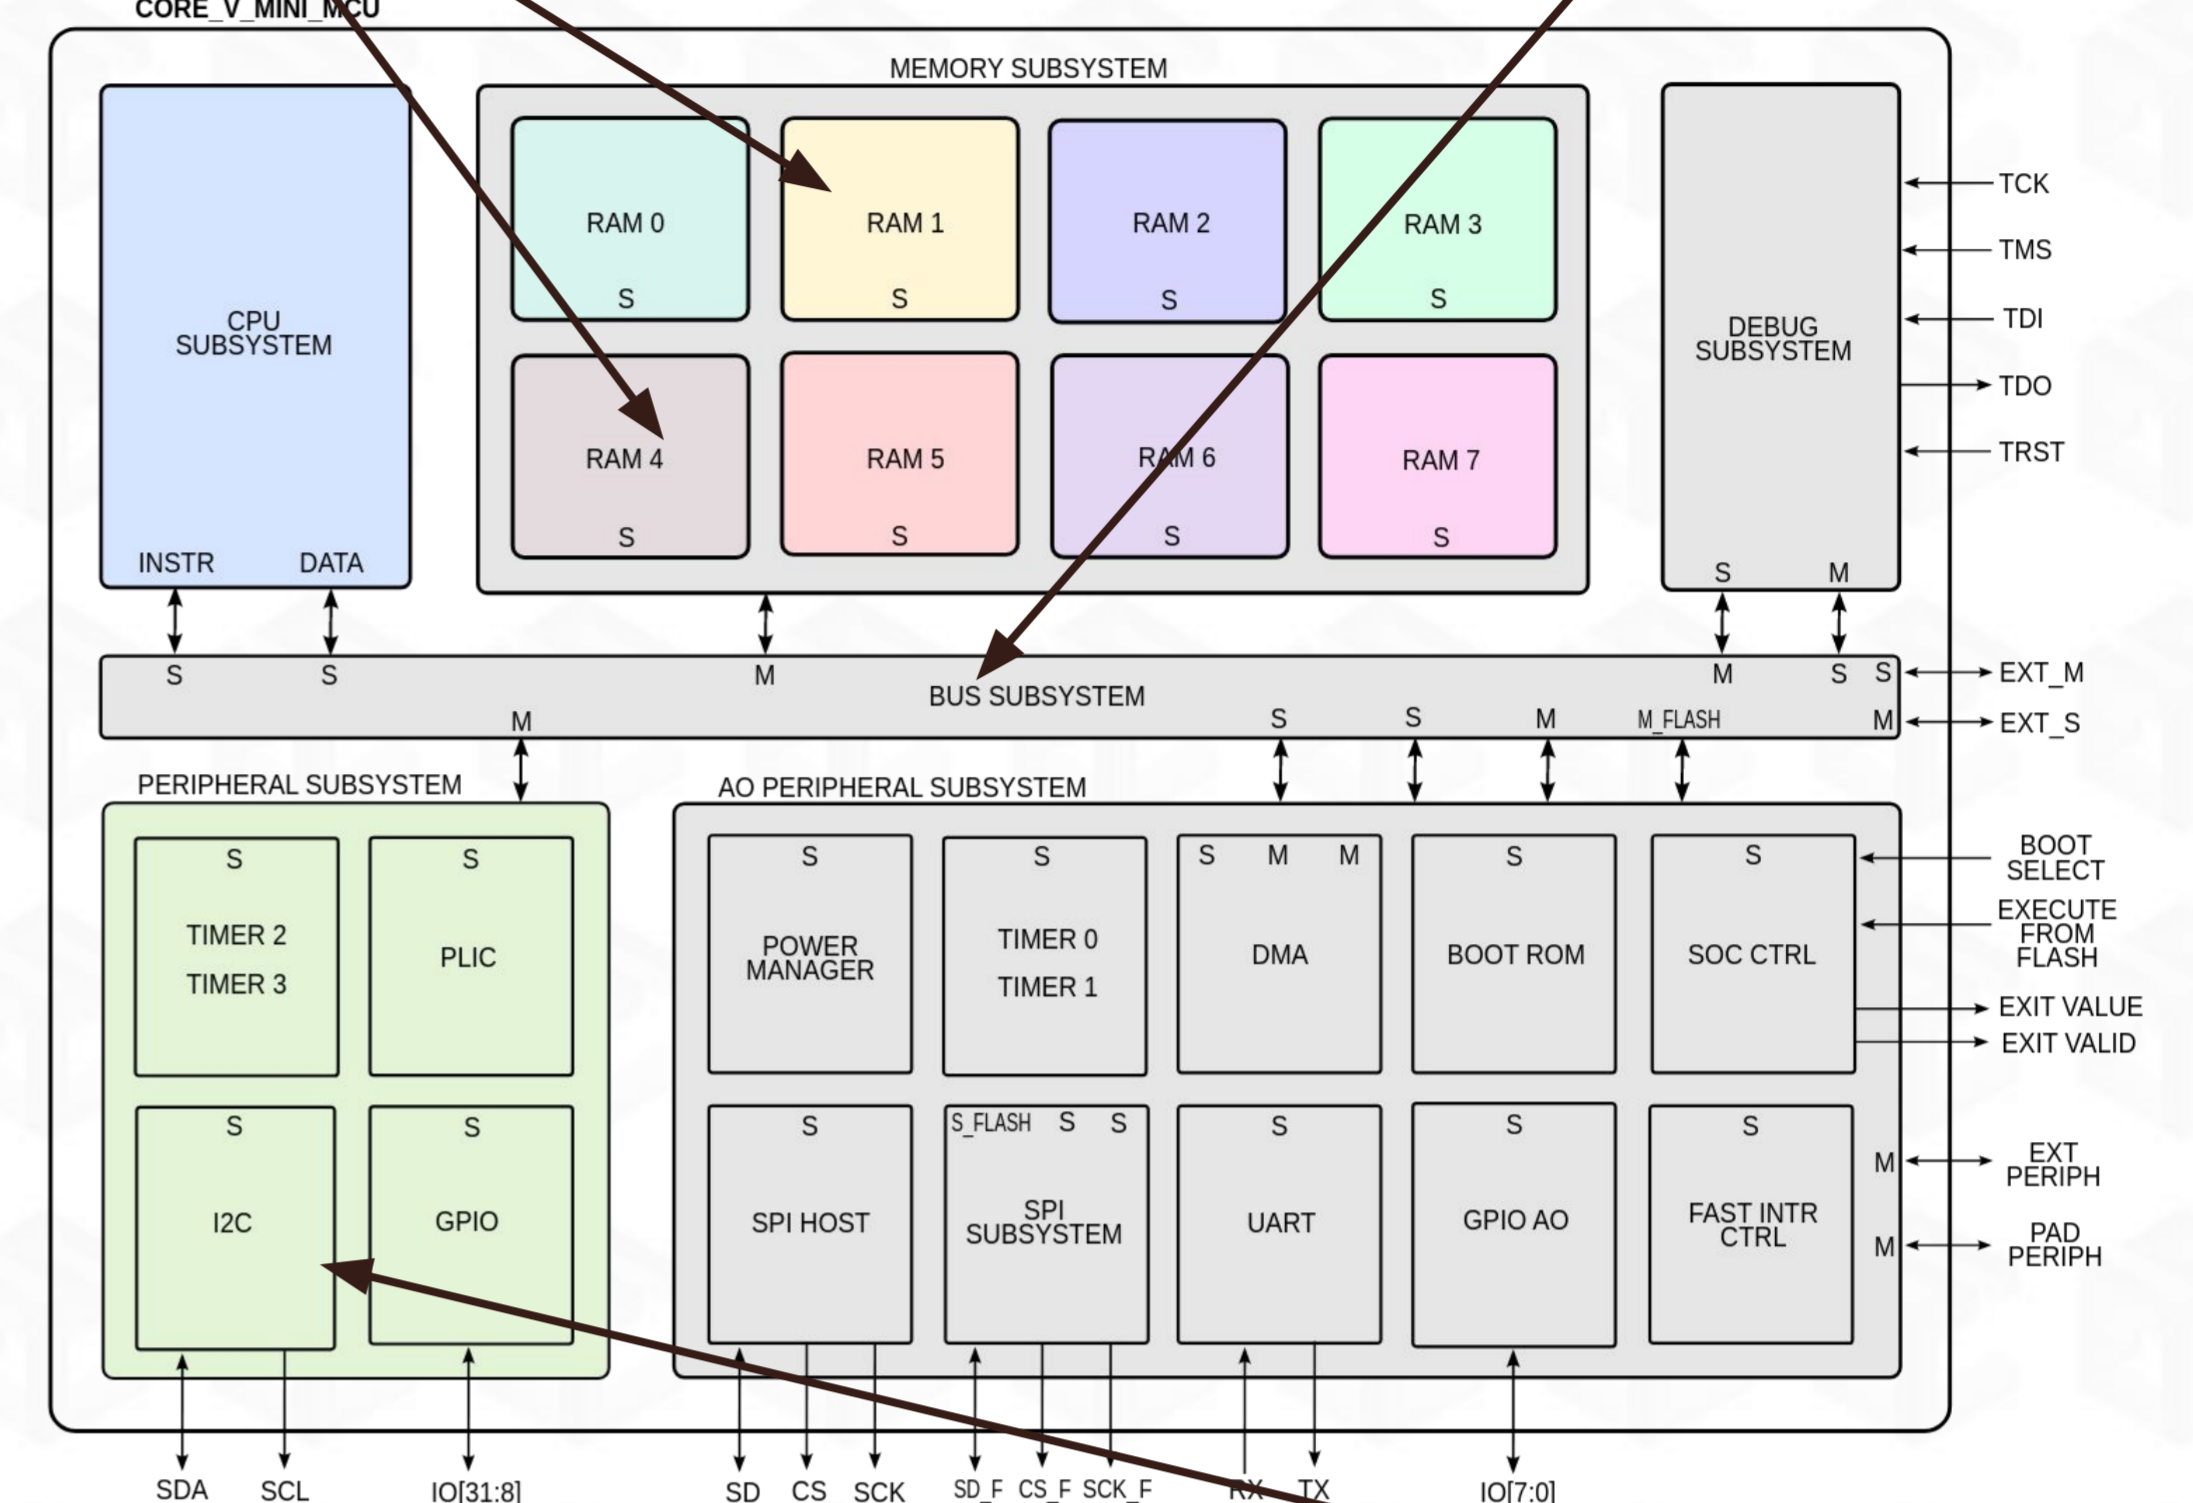 CORE_V_MINI_MCU
MEMORY SUBSYSTEM
CPU
SUBSYSTEM
INSTR DATA
RAM 0
S
RAM 1
S
RAM 2
S
RAM 3
S
RAM 4
S
RAM 5
S
RAM 6
S
RAM 7
S
DEBUG
SUBSYSTEM
S M
TCK
TMS
TDI
TDO
TRST
S S M M S S
BUS SUBSYSTEM
M S S M M_FLASH M
EXT_M
EXT_S
PERIPHERAL SUBSYSTEM
S
TIMER 2
TIMER 3
S
PLIC
S
I2C
S
GPIO
AO PERIPHERAL SUBSYSTEM
S
POWER
MANAGER
S
TIMER 0
TIMER 1
S M M
DMA
S
BOOT ROM
S
SOC CTRL
S
SPI HOST
S_FLASH S S
SPI
SUBSYSTEM
S
UART
S
GPIO AO
S
FAST INTR
CTRL
M
M
BOOT
SELECT
EXECUTE
FROM
FLASH
EXIT VALUE
EXIT VALID
EXT
PERIPH
PAD
PERIPH
SDA SCL IO[31:8] SD CS SCK SD_F CS_F SCK_F RX TX IO[7:0]